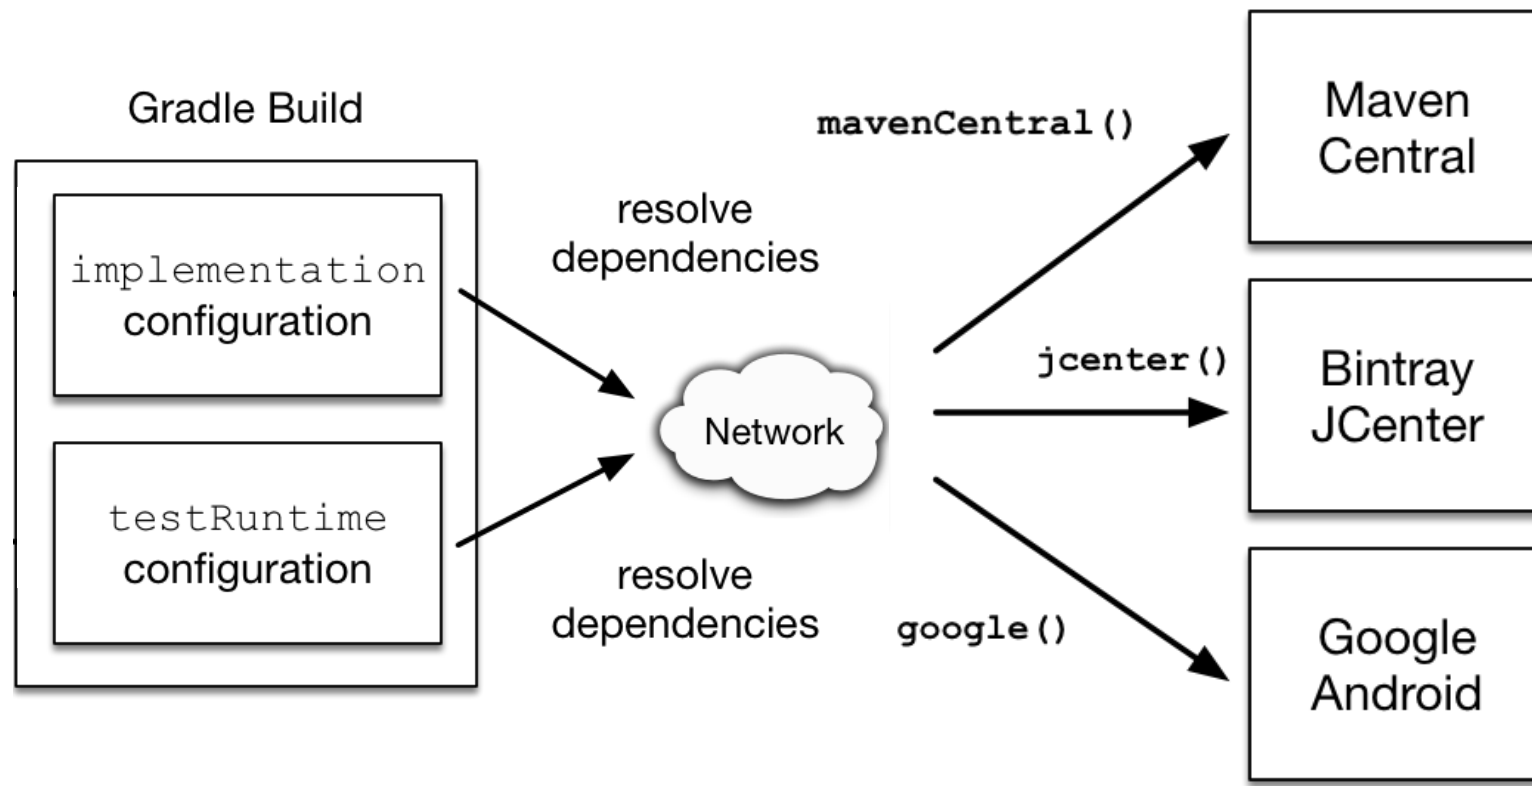 Gradle Build
implementation
configuration
testRuntime
configuration
resolve
dependencies
Network
resolve
dependencies
mavenCentral()
jcenter()
google()
Maven
Central
Bintray
JCenter
Google
Android